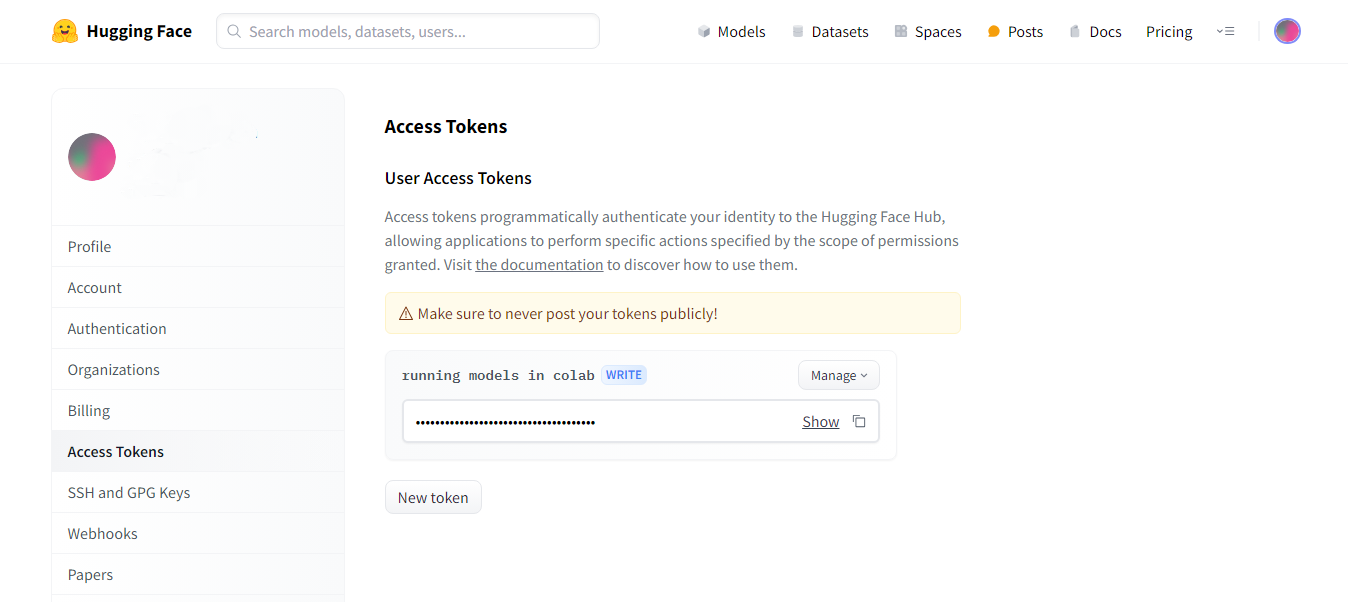 Hugging Face
Search models, datasets, users...
Models
Datasets
Spaces
Posts
Docs
Pricing
Profile
Account
Authentication
Organizations
Billing
Access Tokens
SSH and GPG Keys
Webhooks
Papers
Access Tokens
User Access Tokens
Access tokens programmatically authenticate your identity to the Hugging Face Hub,
allowing applications to perform specific actions specified by the scope of permissions
granted. Visit the documentation to discover how to use them.
Make sure to never post your tokens publicly!
running models in colab WRITE
Manage
••••••••••••••••••••••••••••••••••••• Show
New token